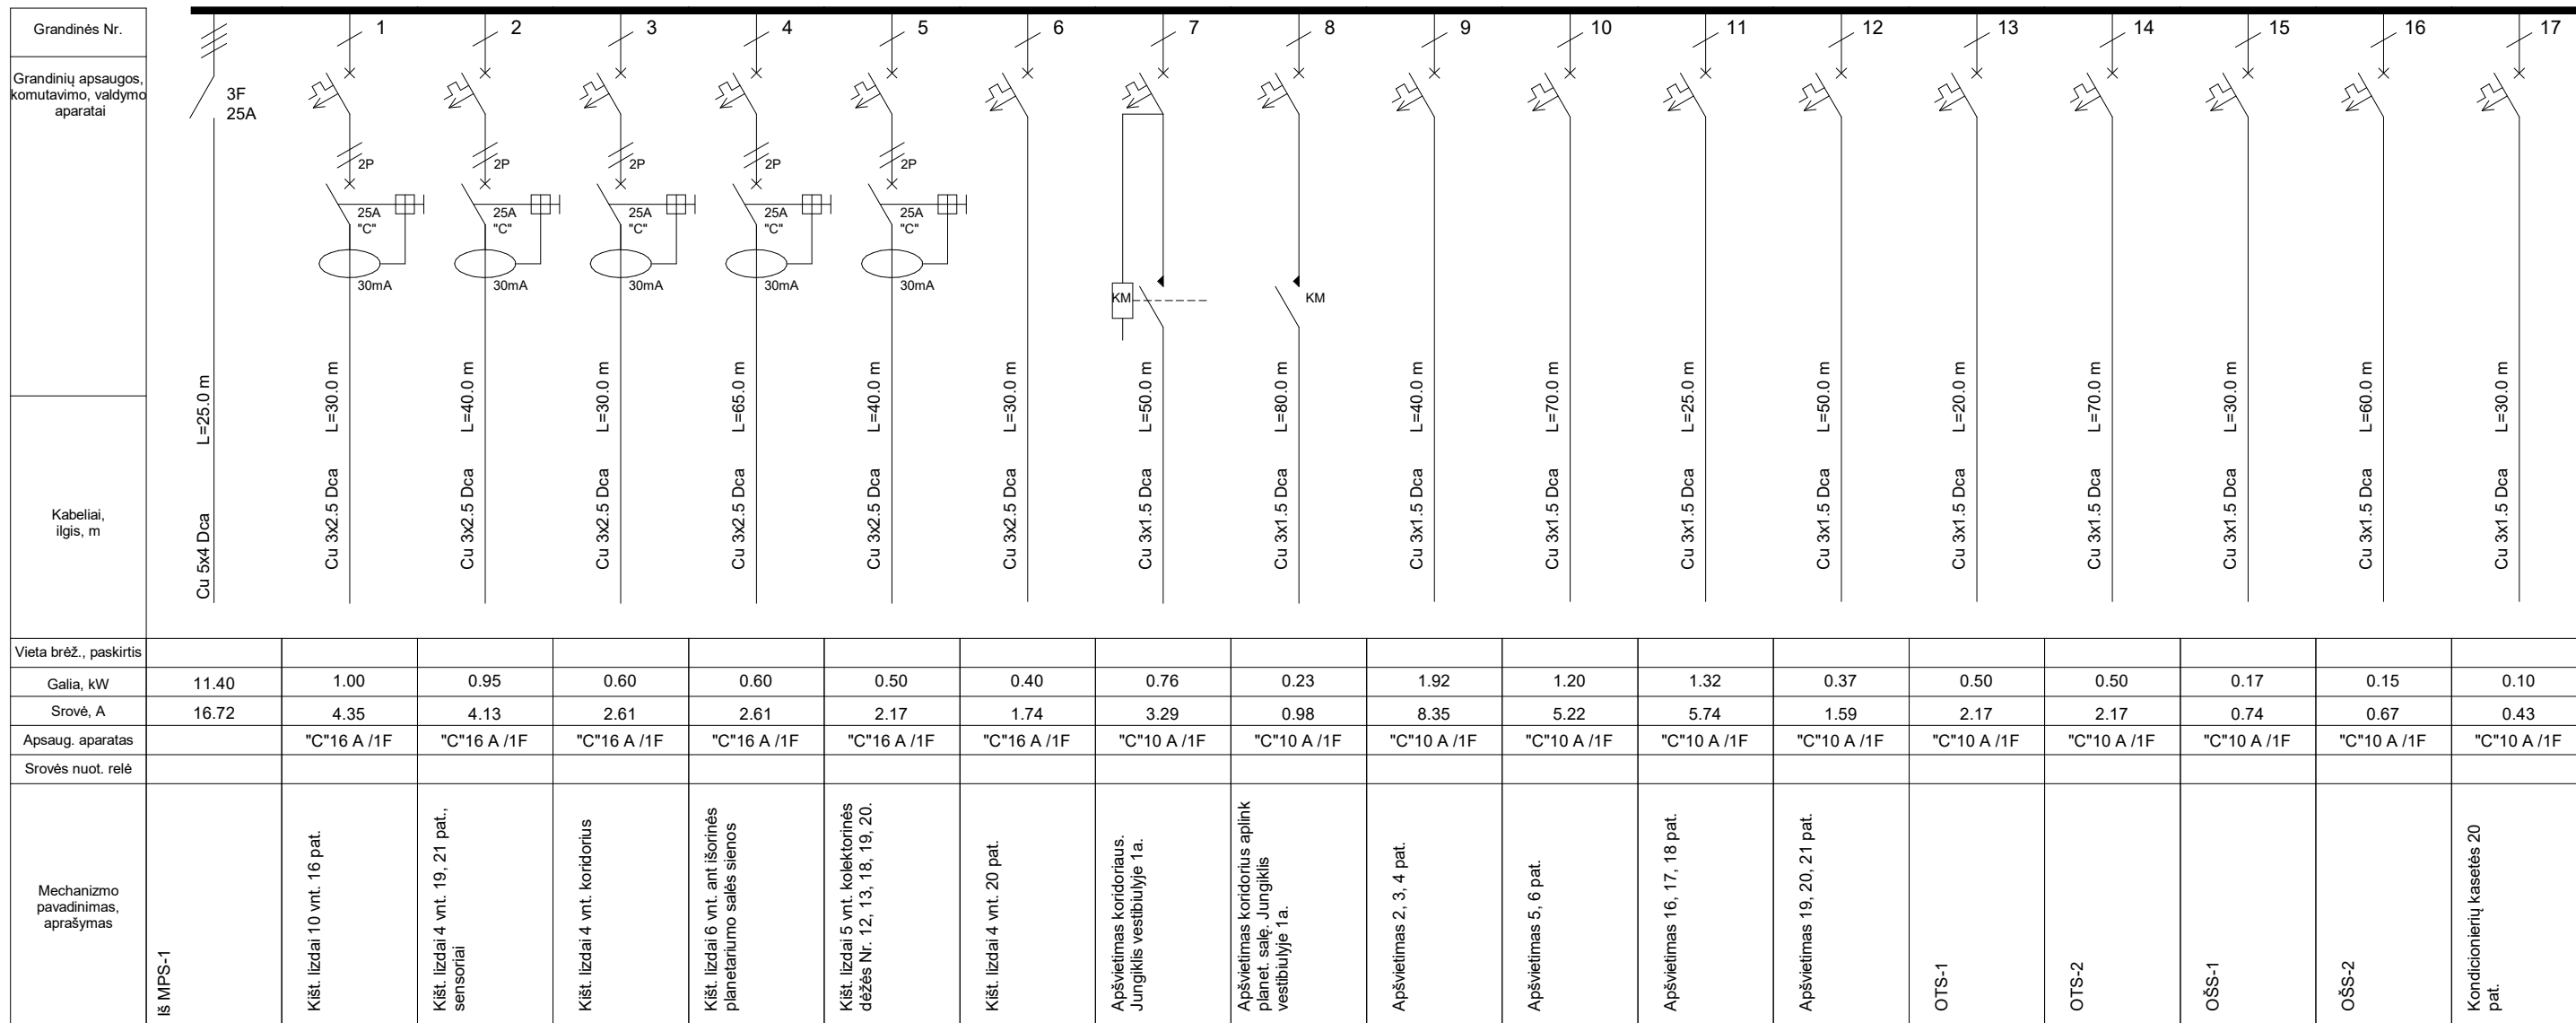 Grandinės Nr.
1 2 3 4 5 6 7 8 9 10 11 12 13 14 15 16 17
Grandinių apsaugos,
komutavimo, valdymo
aparatai
3F
25A
2P 2P 2P 2P 2P
25A 25A 25A 25A 25A
"C" "C" "C" "C" "C"
30mA 30mA 30mA 30mA 30mA
KM KM
Kabeliai,
ilgis, m
Cu 5x4 Dca L=25.0 m
Cu 3x2.5 Dca L=30.0 m
Cu 3x2.5 Dca L=40.0 m
Cu 3x2.5 Dca L=30.0 m
Cu 3x2.5 Dca L=65.0 m
Cu 3x2.5 Dca L=40.0 m
Cu 3x2.5 Dca L=30.0 m
Cu 3x1.5 Dca L=50.0 m
Cu 3x1.5 Dca L=80.0 m
Cu 3x1.5 Dca L=40.0 m
Cu 3x1.5 Dca L=70.0 m
Cu 3x1.5 Dca L=25.0 m
Cu 3x1.5 Dca L=50.0 m
Cu 3x1.5 Dca L=20.0 m
Cu 3x1.5 Dca L=70.0 m
Cu 3x1.5 Dca L=30.0 m
Cu 3x1.5 Dca L=60.0 m
Cu 3x1.5 Dca L=30.0 m
Vieta brėž., paskirtis
Galia, kW 11.40 1.00 0.95 0.60 0.60 0.50 0.40 0.76 0.23 1.92 1.20 1.32 0.37 0.50 0.50 0.17 0.15 0.10
Srovė, A 16.72 4.35 4.13 2.61 2.61 2.17 1.74 3.29 0.98 8.35 5.22 5.74 1.59 2.17 2.17 0.74 0.67 0.43
Apsaug. aparatas "C"16 A /1F "C"16 A /1F "C"16 A /1F "C"16 A /1F "C"16 A /1F "C"16 A /1F "C"10 A /1F "C"10 A /1F "C"10 A /1F "C"10 A /1F "C"10 A /1F "C"10 A /1F "C"10 A /1F "C"10 A /1F "C"10 A /1F "C"10 A /1F "C"10 A /1F
Srovės nuot. relė
Mechanizmo
pavadinimas,
aprašymas
Iš MPS-1
Kišt. lizdai 10 vnt. 16 pat.
Kišt. lizdai 4 vnt. 19, 21 pat.,
sensoriai
Kišt. lizdai 4 vnt. koridorius
Kišt. lizdai 6 vnt. ant išorinės
planetariumo salės sienos
Kišt. lizdai 5 vnt. kolektorinės
dėžės Nr. 12, 13, 18, 19, 20.
Kišt. lizdai 4 vnt. 20 pat.
Apšvietimas koridoriaus.
Jungiklis vestibiulyje 1a.
Apšvietimas koridorius aplink
planet. salę. Jungiklis
vestibiulyje 1a.
Apšvietimas 2, 3, 4 pat.
Apšvietimas 5, 6 pat.
Apšvietimas 16, 17, 18 pat.
Apšvietimas 19, 20, 21 pat.
OTS-1
OTS-2
OŠS-1
OŠS-2
Kondicionierių kasetės 20
pat.